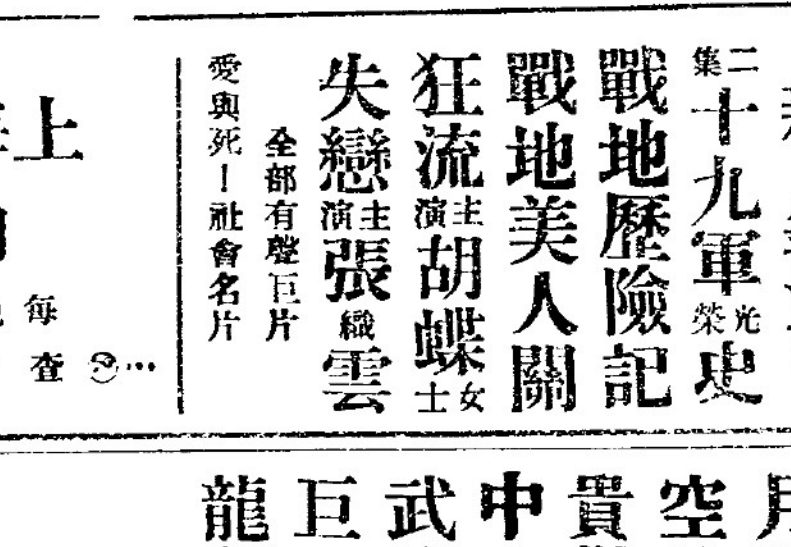 二集十九軍光榮史
戰地歷險記
戰地美人關
狂流主演胡蝶女士
失戀主演張織雲
全部有聲巨片
愛與死!社會名片
上
每
查
龍巨武中貴空